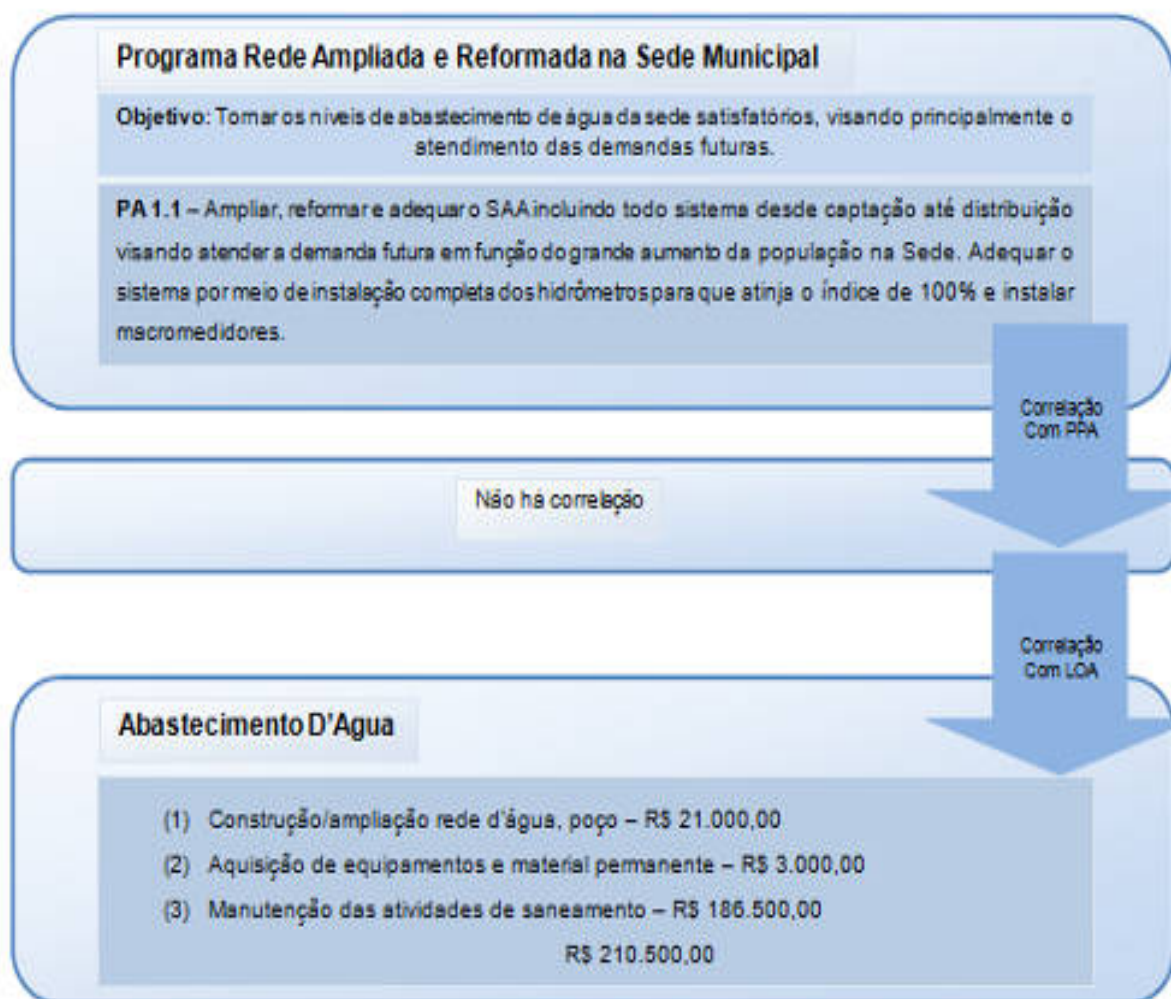 Programa Rede Ampliada e Reformada na Sede Municipal
Objetivo: Tornar os níveis de abastecimento de água da sede satisfatórios, visando principalmente o
atendimento das demandas futuras.
PA 1.1 – Ampliar, reformar e adequar o SAA incluindo todo sistema desde captação até distribuição
visando atender a demanda futura em função do grande aumento da população na Sede. Adequar o
sistema por meio de instalação completa dos hidrômetros para que atinja o índice de 100% e instalar
macromedidores.
Correlação
Com PPA
Não há correlação
Correlação
Com LOA
Abastecimento D'Agua
(1) Construção/ampliação rede d'água, poço – R$ 21.000,00
(2) Aquisição de equipamentos e material permanente – R$ 3.000,00
(3) Manutenção das atividades de saneamento – R$ 186.500,00
R$ 210.500,00